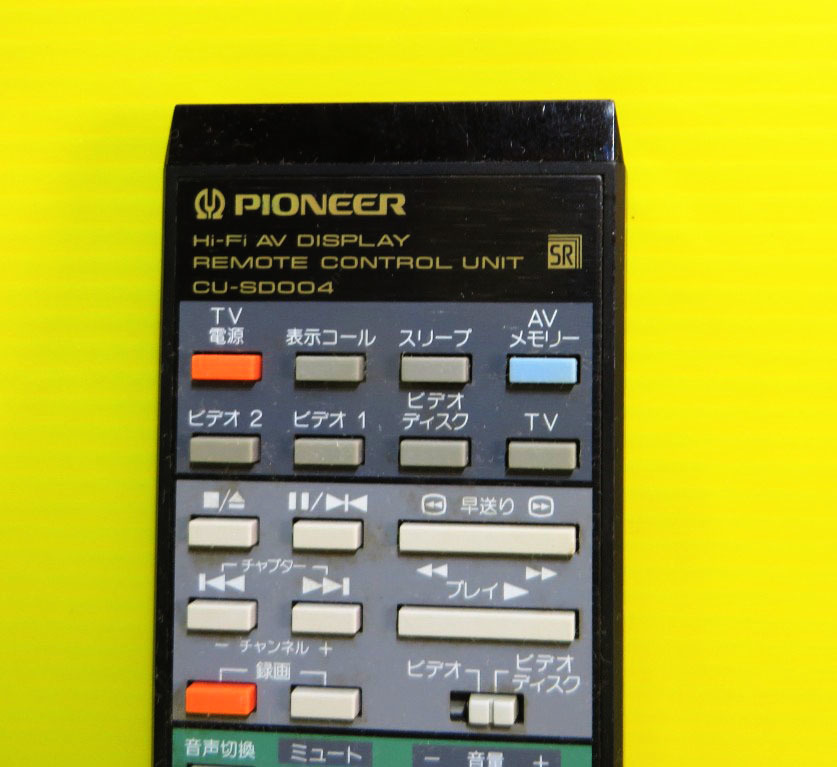 PIONEER
Hi-Fi AV DISPLAY
REMOTE CONTROL UNIT
SR
CU-SD004
TV
電源
表示コール
スリープ
AV
メモリー
ビデオ 2
ビデオ 1
ビデオ
ディスク
TV
■/⏏
早送り
チャプター
プレイ ▶
− チャンネル +
録画
ビデオ
ビデオ
ディスク
音声切換
ミュート
− 音量 +